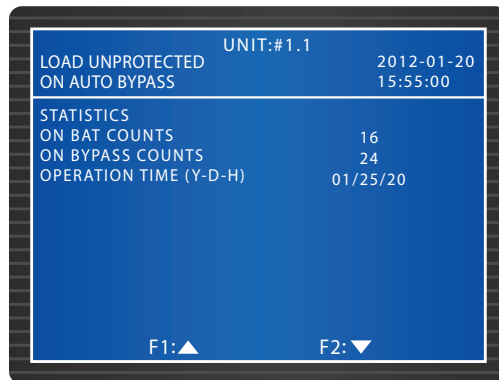 UNIT:#1.1
LOAD UNPROTECTED 2012-01-20
ON AUTO BYPASS 15:55:00
STATISTICS
ON BAT COUNTS 16
ON BYPASS COUNTS 24
OPERATION TIME (Y-D-H) 01/25/20
F1:▲ F2:▼